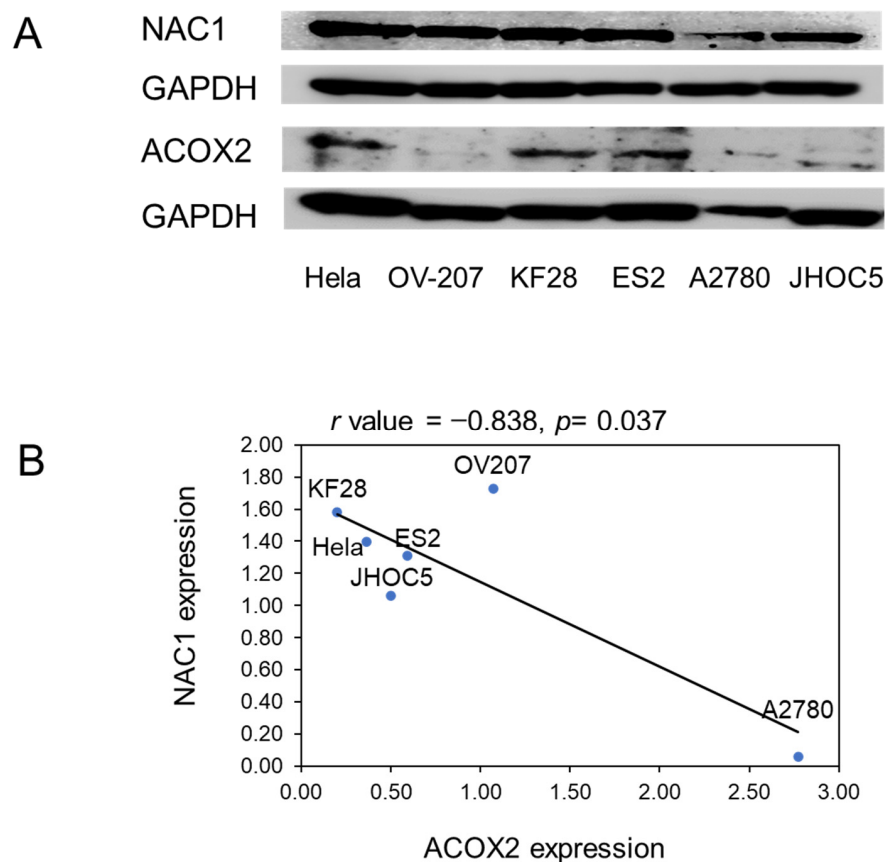 A
NAC1
GAPDH
ACOX2
GAPDH
Hela OV-207 KF28 ES2 A2780 JHOC5
B
r value = −0.838, p= 0.037
NAC1 expression
2.00
1.80
1.60
1.40
1.20
1.00
0.80
0.60
0.40
0.20
0.00
OV207
KF28
ES2
Hela
JHOC5
A2780
0.00 0.50 1.00 1.50 2.00 2.50 3.00
ACOX2 expression